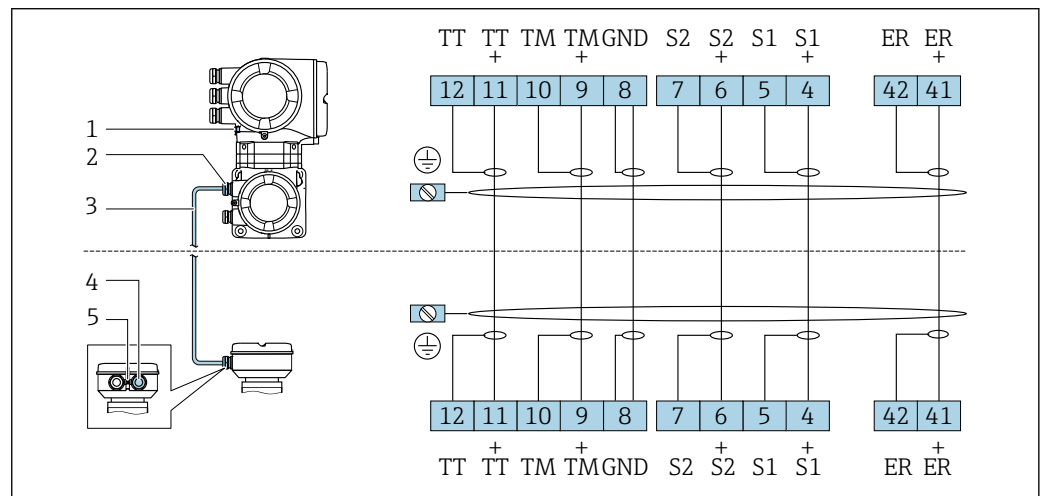 TT TT TM TM GND S2 S2 S1 S1 ER ER
+ + + + +
12 11 10 9 8 7 6 5 4 42 41
1
2
3
4
5
12 11 10 9 8 7 6 5 4 42 41
+ + + + +
TT TT TM TM GND S2 S2 S1 S1 ER ER